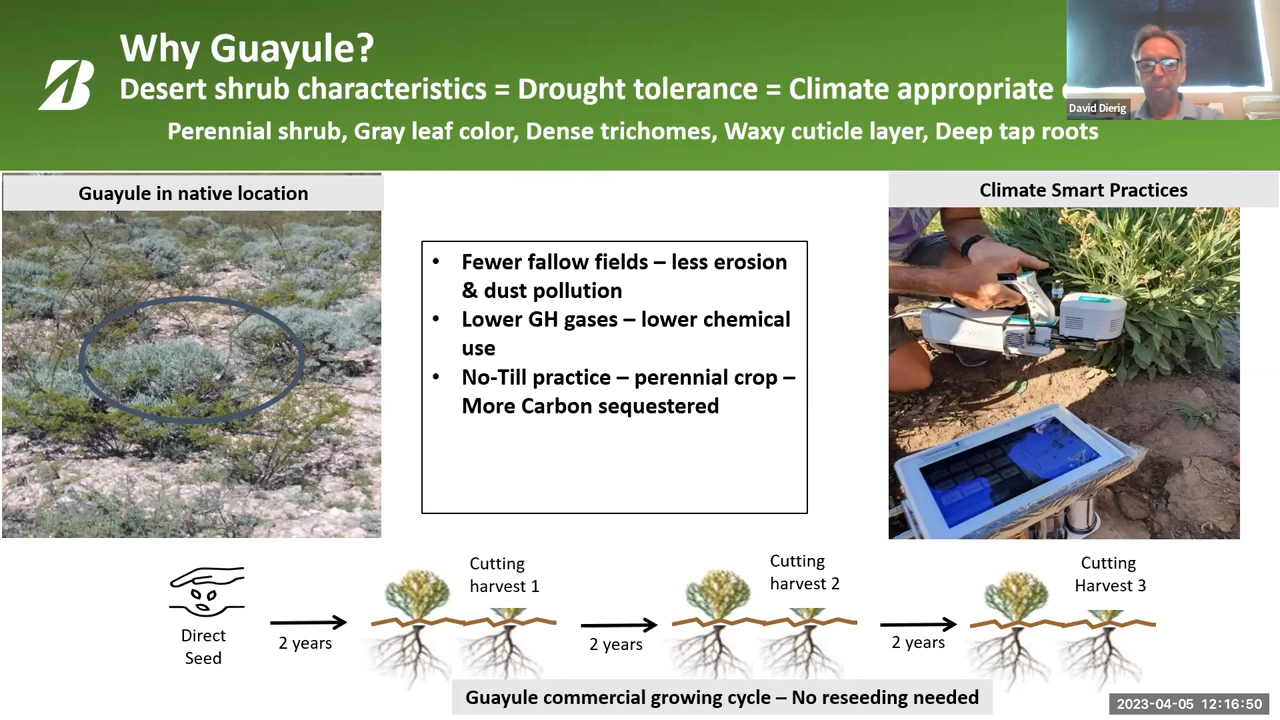 Why Guayule?
Desert shrub characteristics = Drought tolerance = Climate appropriate
David Dierig
Perennial shrub, Gray leaf color, Dense trichomes, Waxy cuticle layer, Deep tap roots
Guayule in native location
Climate Smart Practices
• Fewer fallow fields – less erosion
& dust pollution
• Lower GH gases – lower chemical
use
• No-Till practice – perennial crop –
More Carbon sequestered
Direct
Seed
2 years
Cutting
harvest 1
2 years
Cutting
harvest 2
2 years
Cutting
Harvest 3
Guayule commercial growing cycle – No reseeding needed
2023-04-05 12:16:50